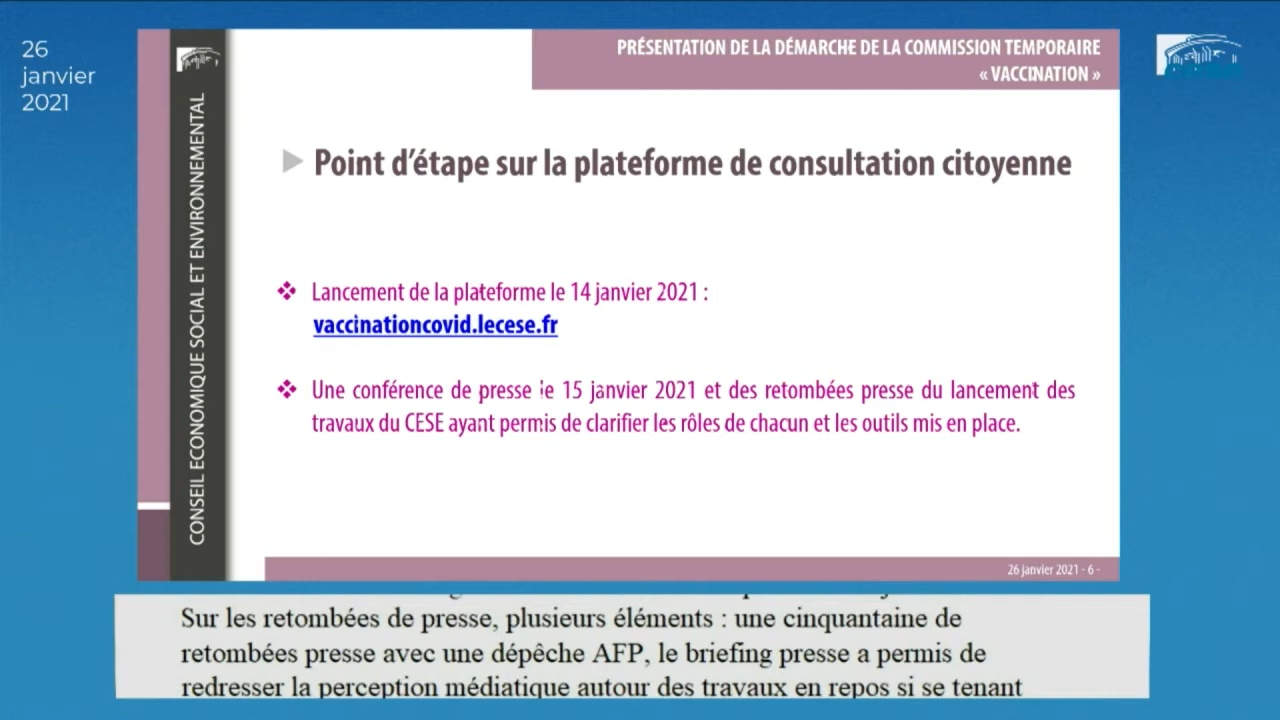 26
janvier
2021
PRÉSENTATION DE LA DÉMARCHE DE LA COMMISSION TEMPORAIRE
« VACCINATION »
CONSEIL ECONOMIQUE SOCIAL ET ENVIRONNEMENTAL
Point d’étape sur la plateforme de consultation citoyenne
❖ Lancement de la plateforme le 14 janvier 2021 :
vaccinationcovid.lecese.fr
❖ Une conférence de presse le 15 janvier 2021 et des retombées presse du lancement des
travaux du CESE ayant permis de clarifier les rôles de chacun et les outils mis en place.
26 janvier 2021 - 6 -
Sur les retombées de presse, plusieurs éléments : une cinquantaine de
retombées presse avec une dépêche AFP, le briefing presse a permis de
redresser la perception médiatique autour des travaux en repos si se tenant